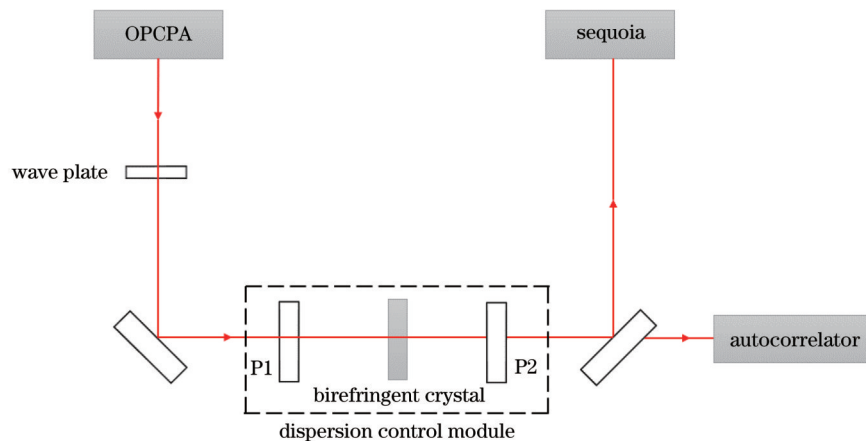 OPCPA
sequoia
wave plate
P1
P2
autocorrelator
birefringent crystal
dispersion control module